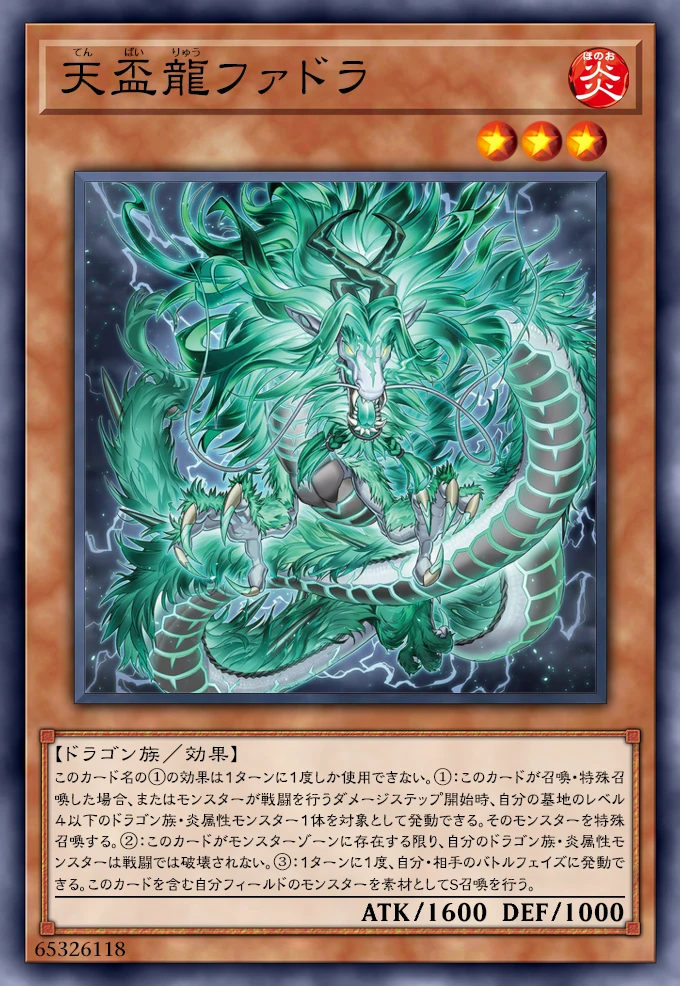 てん ぱい りゅう
天盃龍ファドラ
ほのお
炎
【ドラゴン族／効果】
このカード名の①の効果は1ターンに1度しか使用できない。①：このカードが召喚・特殊召
喚した場合、またはモンスターが戦闘を行うダメージステップ開始時、自分の墓地のレベル
４以下のドラゴン族・炎属性モンスター1体を対象として発動できる。そのモンスターを特殊
召喚する。②：このカードがモンスターゾーンに存在する限り、自分のドラゴン族・炎属性モ
ンスターは戦闘では破壊されない。③：1ターンに1度、自分・相手のバトルフェイズに発動で
きる。このカードを含む自分フィールドのモンスターを素材としてS召喚を行う。
ATK/1600 DEF/1000
65326118